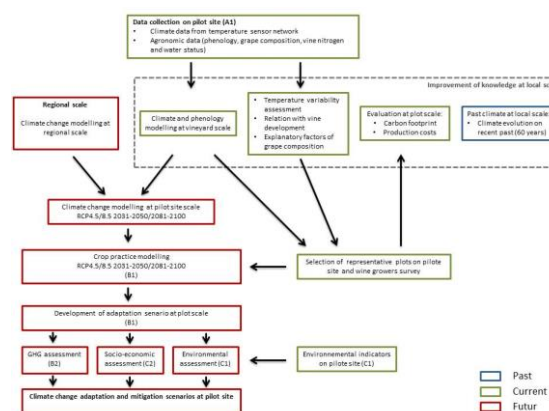 Data collection on pilot site (A1)
• Climate data from temperature sensor network
• Agronomic data (phenology, grape composition, vine nitrogen
and water status)
Improvement of knowledge at local sc
Regional scale
Climate change modelling at
regional scale
Climate and phenology
modelling at vineyard scale
• Temperature variability
assessment
• Relation with vine
development
• Explanatory factors of
grape composition
Evaluation at plot scale:
• Carbon footprint
• Production costs
Past climate at local scale:
• Climate evolution on
recent past (60 years)
Climate change modelling at pilot site scale
RCP4.5/8.5 2031-2050/2081-2100
Crop practice modelling
RCP4.5/8.5 2031-2050/2081-2100
(B1)
Selection of representative plots on pilote
site and wine growers survey
Development of adaptation senario at plot scale
(B1)
GHG assessment
(B2)
Socio-economic
assessment (C2)
Environmental
assessment (C1)
Environnemental indicators
on pilot site (C1)
Climate change adaptation and mitigation scenarios at pilot site
Past
Current
Futur